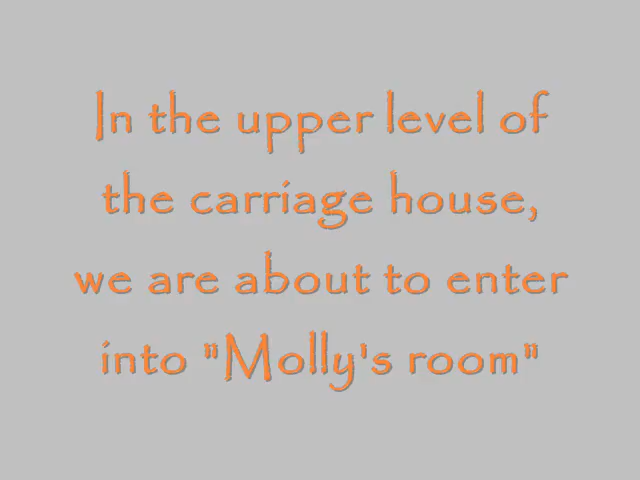 In the upper level of
the carriage house,
we are about to enter
into "Molly's room"